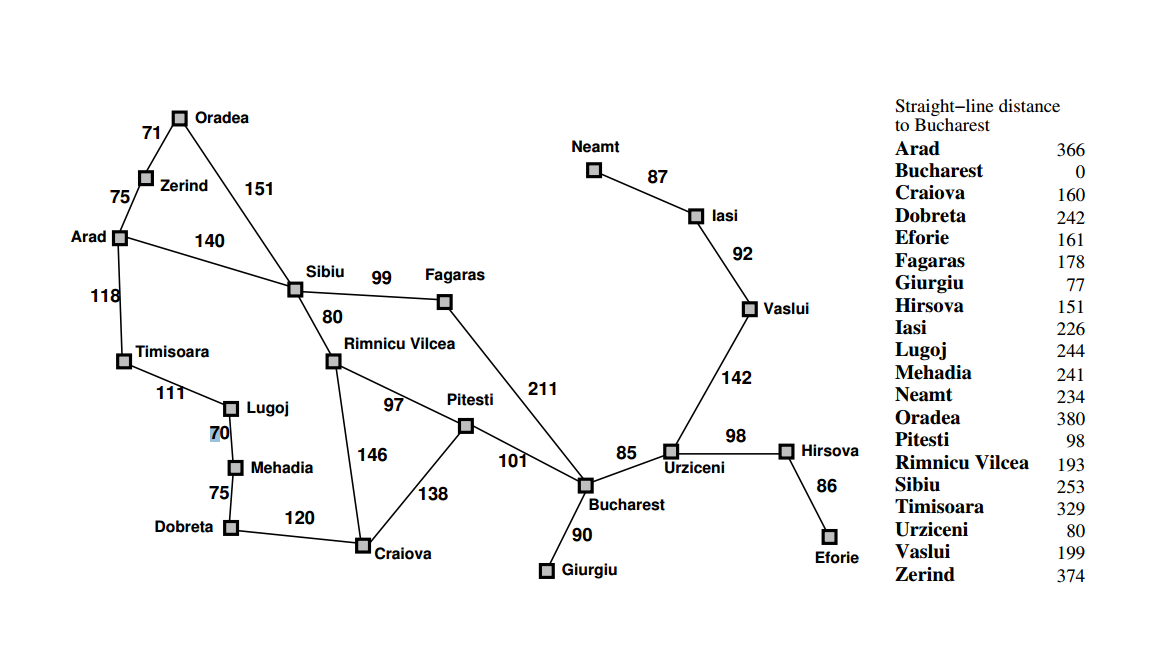 Oradea
71
Neamt
87
Zerind
151
75
Iasi
Arad
140
92
Sibiu
99
Fagaras
118
80
Vaslui
Timisoara
Rimnicu Vilcea
142
111
211
Lugoj
97
Pitesti
70
98
146
101
85
Hirsova
Mehadia
Urziceni
75
138
86
Dobreta
120
Bucharest
Craiova
90
Giurgiu
Eforie
Straight−line distance
to Bucharest
Arad 366
Bucharest 0
Craiova 160
Dobreta 242
Eforie 161
Fagaras 178
Giurgiu 77
Hirsova 151
Iasi 226
Lugoj 244
Mehadia 241
Neamt 234
Oradea 380
Pitesti 98
Rimnicu Vilcea 193
Sibiu 253
Timisoara 329
Urziceni 80
Vaslui 199
Zerind 374